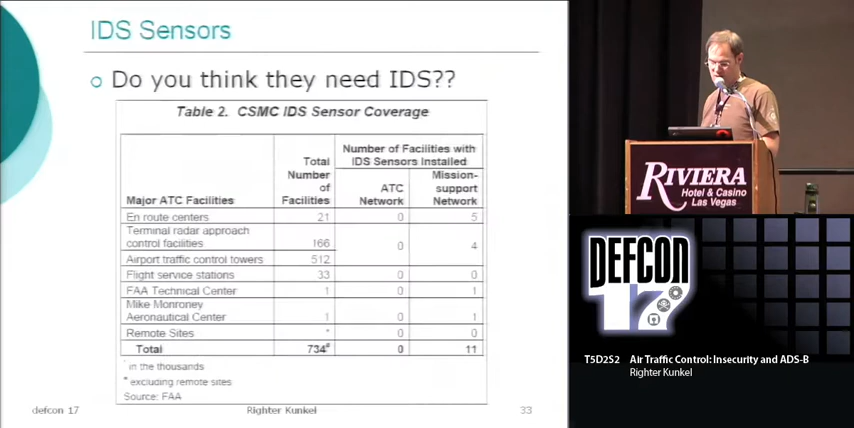 IDS Sensors
Do you think they need IDS??
Table 2. CSMC IDS Sensor Coverage
Major ATC Facilities Total Number of Facilities Number of Facilities with IDS Sensors Installed
ATC Network Mission-support Network
En route centers 21 0 5
Terminal radar approach control facilities 166 0 4
Airport traffic control towers 512
Flight service stations 33 0 0
FAA Technical Center 1 0 1
Mike Monroney Aeronautical Center 1 0 1
Remote Sites * 0 0
Total 734# 0 11
* in the thousands
# excluding remote sites
Source: FAA
defcon 17 Righter Kunkel 33
RIVIERA
Hotel & Casino
Las Vegas
DEFCON
17
T5D2S2 Air Traffic Control: Insecurity and ADS-B
Righter Kunkel